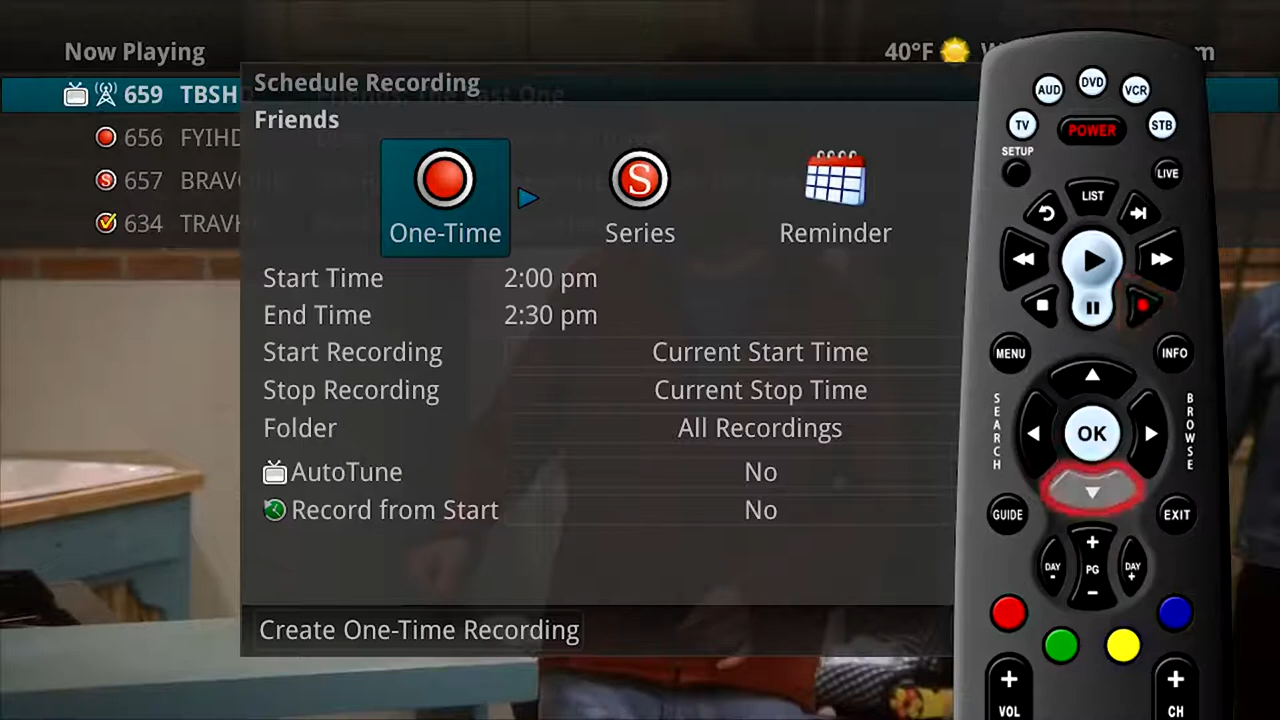 Now Playing
40°F
659 TBSH
Schedule Recording
Friends
656 FYIHD
657 BRAVO
634 TRAVH
One-Time
Series
Reminder
Start Time 2:00 pm
End Time 2:30 pm
Start Recording Current Start Time
Stop Recording Current Stop Time
Folder All Recordings
AutoTune No
Record from Start No
Create One-Time Recording
AUD DVD VCR
TV POWER STB
SETUP
LIVE
LIST
MENU INFO
SEARCH OK BROWSE
GUIDE EXIT
DAY - + PG - DAY +
+ VOL
+ CH